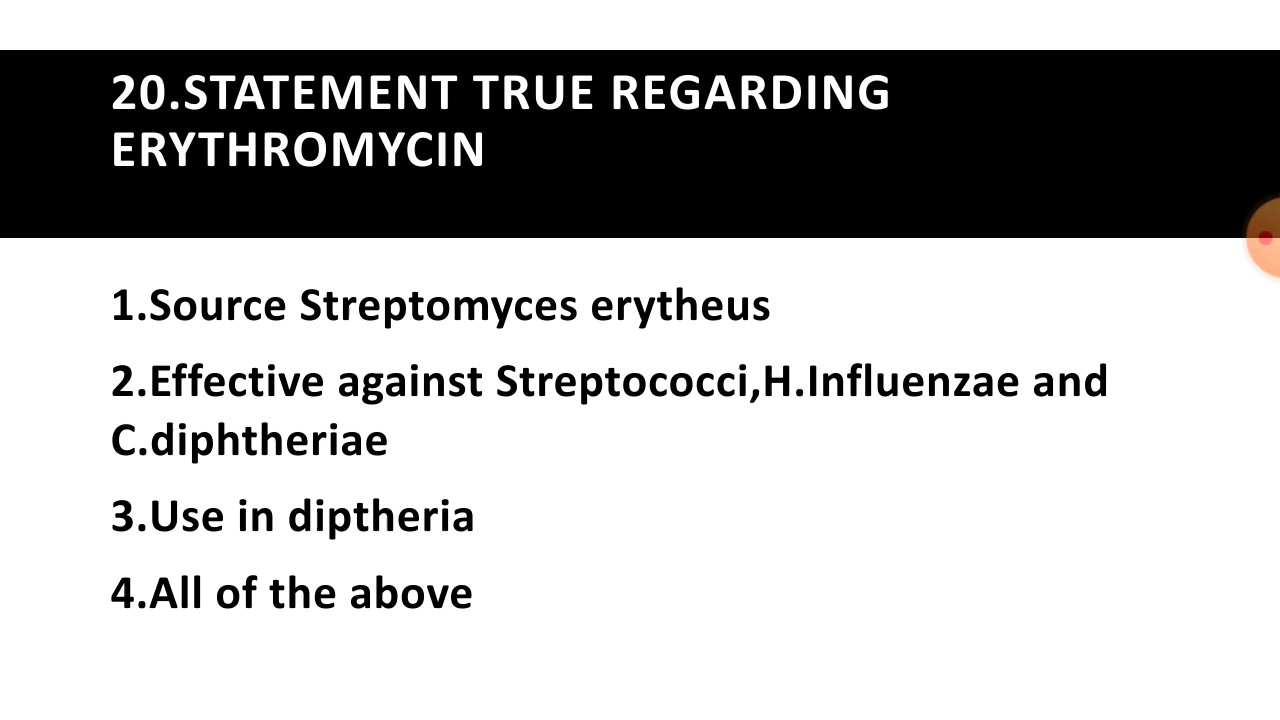 20.STATEMENT TRUE REGARDING
ERYTHROMYCIN
1.Source Streptomyces erytheus
2.Effective against Streptococci,H.Influenzae and
C.diphtheriae
3.Use in diptheria
4.All of the above